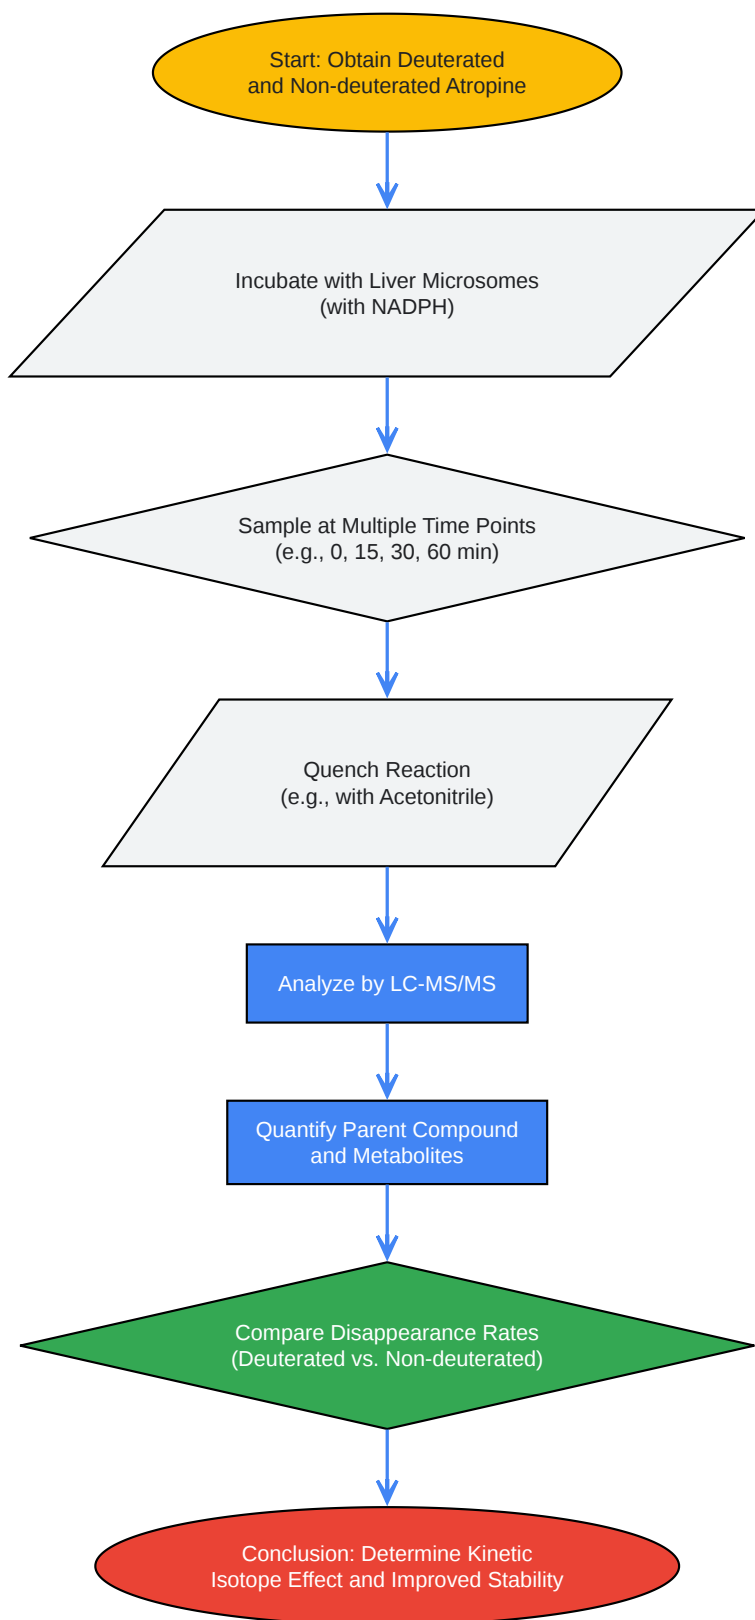 Start: Obtain Deuterated
and Non-deuterated Atropine
Incubate with Liver Microsomes
(with NADPH)
Sample at Multiple Time Points
(e.g., 0, 15, 30, 60 min)
Quench Reaction
(e.g., with Acetonitrile)
Analyze by LC-MS/MS
Quantify Parent Compound
and Metabolites
Compare Disappearance Rates
(Deuterated vs. Non-deuterated)
Conclusion: Determine Kinetic
Isotope Effect and Improved Stability